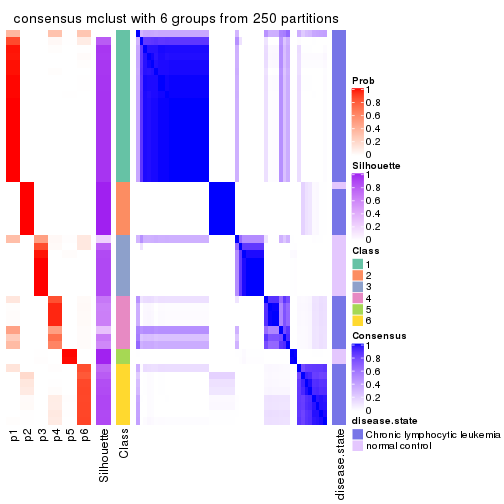 consensus mclust with 6 groups from 250 partitions
Prob
1
0.8
0.6
0.4
0.2
0
Silhouette
1
0.8
0.6
0.4
0.2
0
Class
1
2
3
4
5
6
Consensus
1
0.8
0.6
0.4
0.2
0
disease.state
Chronic lymphocytic leukemia
normal control
p1
p2
p3
p4
p5
p6
Silhouette
Class
disease.state